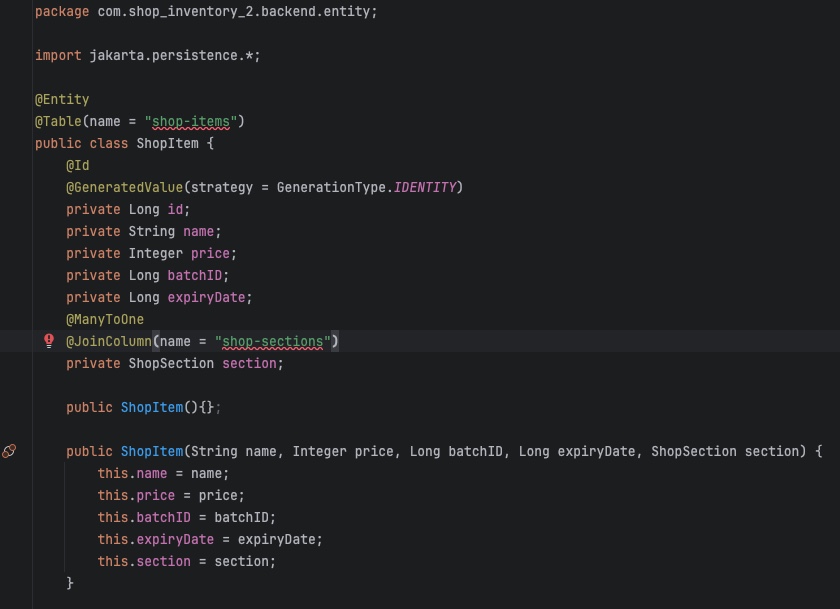 package com.shop_inventory_2.backend.entity;
import jakarta.persistence.*;
@Entity
@Table(name = "shop-items")
public class ShopItem {
@Id
@GeneratedValue(strategy = GenerationType.IDENTITY)
private Long id;
private String name;
private Integer price;
private Long batchID;
private Long expiryDate;
@ManyToOne
@JoinColumn(name = "shop-sections")
private ShopSection section;
public ShopItem(){};
public ShopItem(String name, Integer price, Long batchID, Long expiryDate, ShopSection section) {
this.name = name;
this.price = price;
this.batchID = batchID;
this.expiryDate = expiryDate;
this.section = section;
}